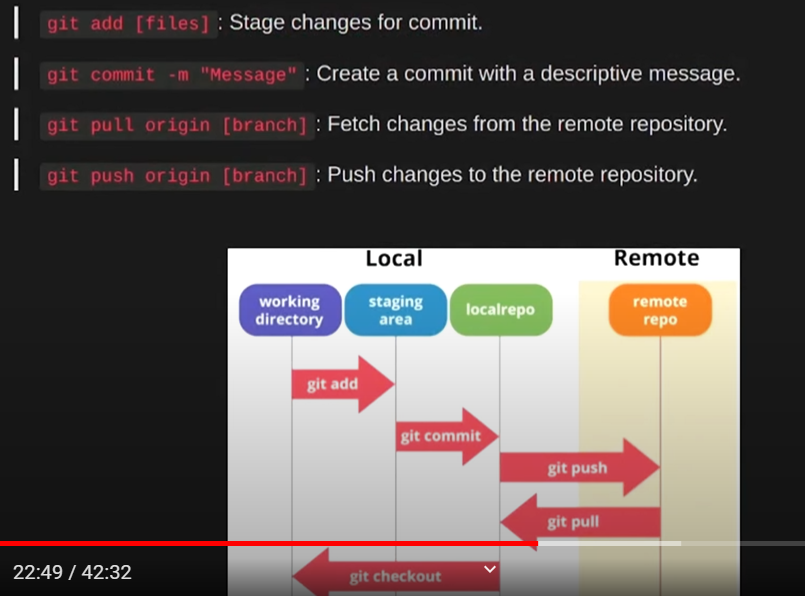 git add [files] : Stage changes for commit.
git commit -m "Message" : Create a commit with a descriptive message.
git pull origin [branch] : Fetch changes from the remote repository.
git push origin [branch] : Push changes to the remote repository.
Local Remote
working directory
staging area
localrepo
remote repo
git add
git commit
git push
git pull
git checkout
22:49 / 42:32